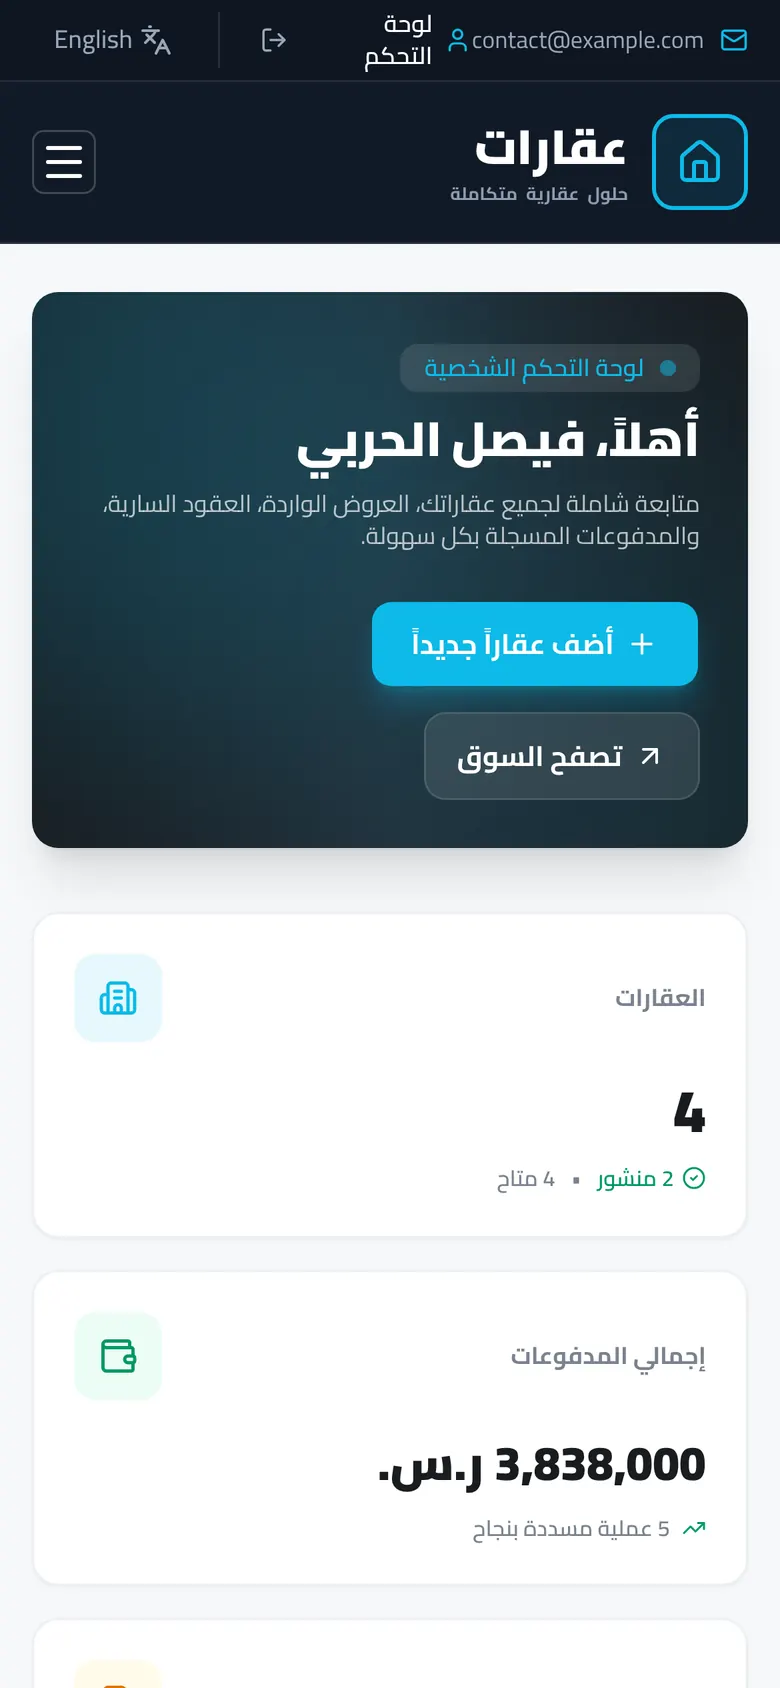 contact@example.com
لوحة
التحكم
English
عقارات
حلول عقارية متكاملة
لوحة التحكم الشخصية
أهلاً، فيصل الحربي
متابعة شاملة لجميع عقاراتك، العروض الواردة، العقود السارية،
والمدفوعات المسجلة بكل سهولة.
أضف عقاراً جديداً
تصفح السوق
العقارات
4
2 منشور ▪ 4 متاح
إجمالي المدفوعات
3,838,000 ر.س.
5 عملية مسددة بنجاح